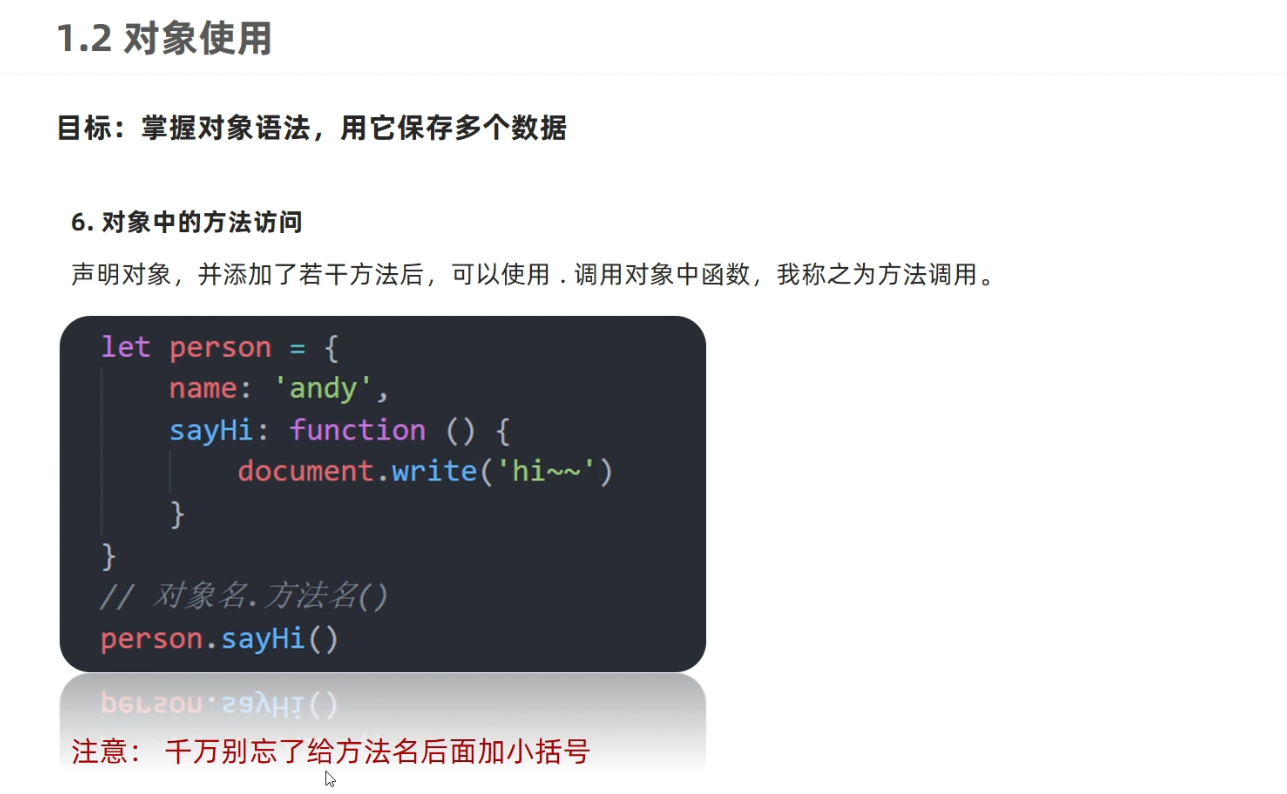 1.2 对象使用
目标：掌握对象语法，用它保存多个数据
6. 对象中的方法访问
声明对象，并添加了若干方法后，可以使用 . 调用对象中函数，我称之为方法调用。
let person = {
    name: 'andy',
    sayHi: function () {
        document.write('hi~~')
    }
}
// 对象名.方法名()
person.sayHi()
注意： 千万别忘了给方法名后面加小括号